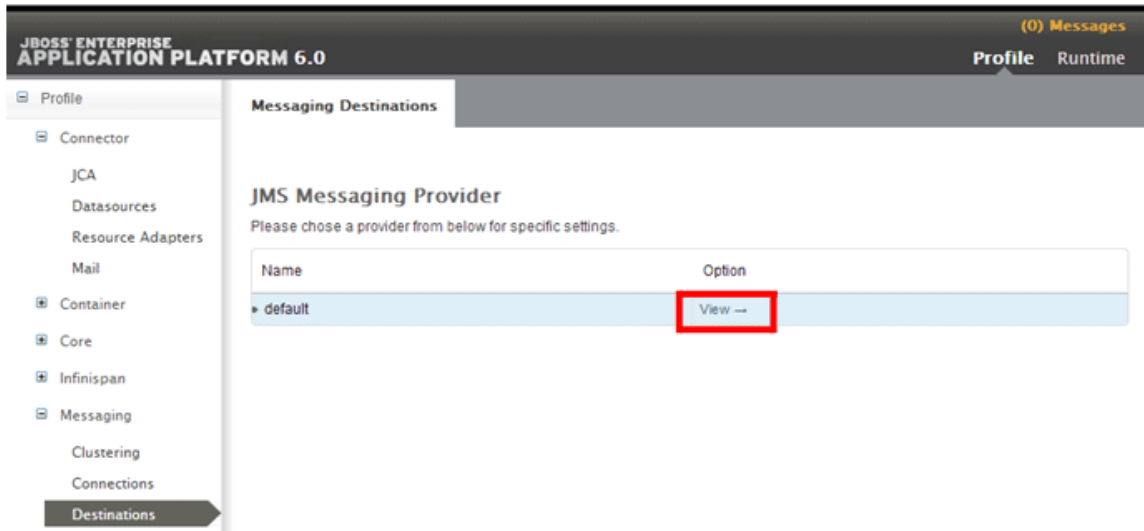 (0) Messages
JBOSS' ENTERPRISE
APPLICATION PLATFORM 6.0
Profile Runtime
Profile
Connector
JCA
Datasources
Resource Adapters
Mail
Container
Core
Infinispan
Messaging
Clustering
Connections
Destinations
Messaging Destinations
JMS Messaging Provider
Please chose a provider from below for specific settings.
Name Option
default View →